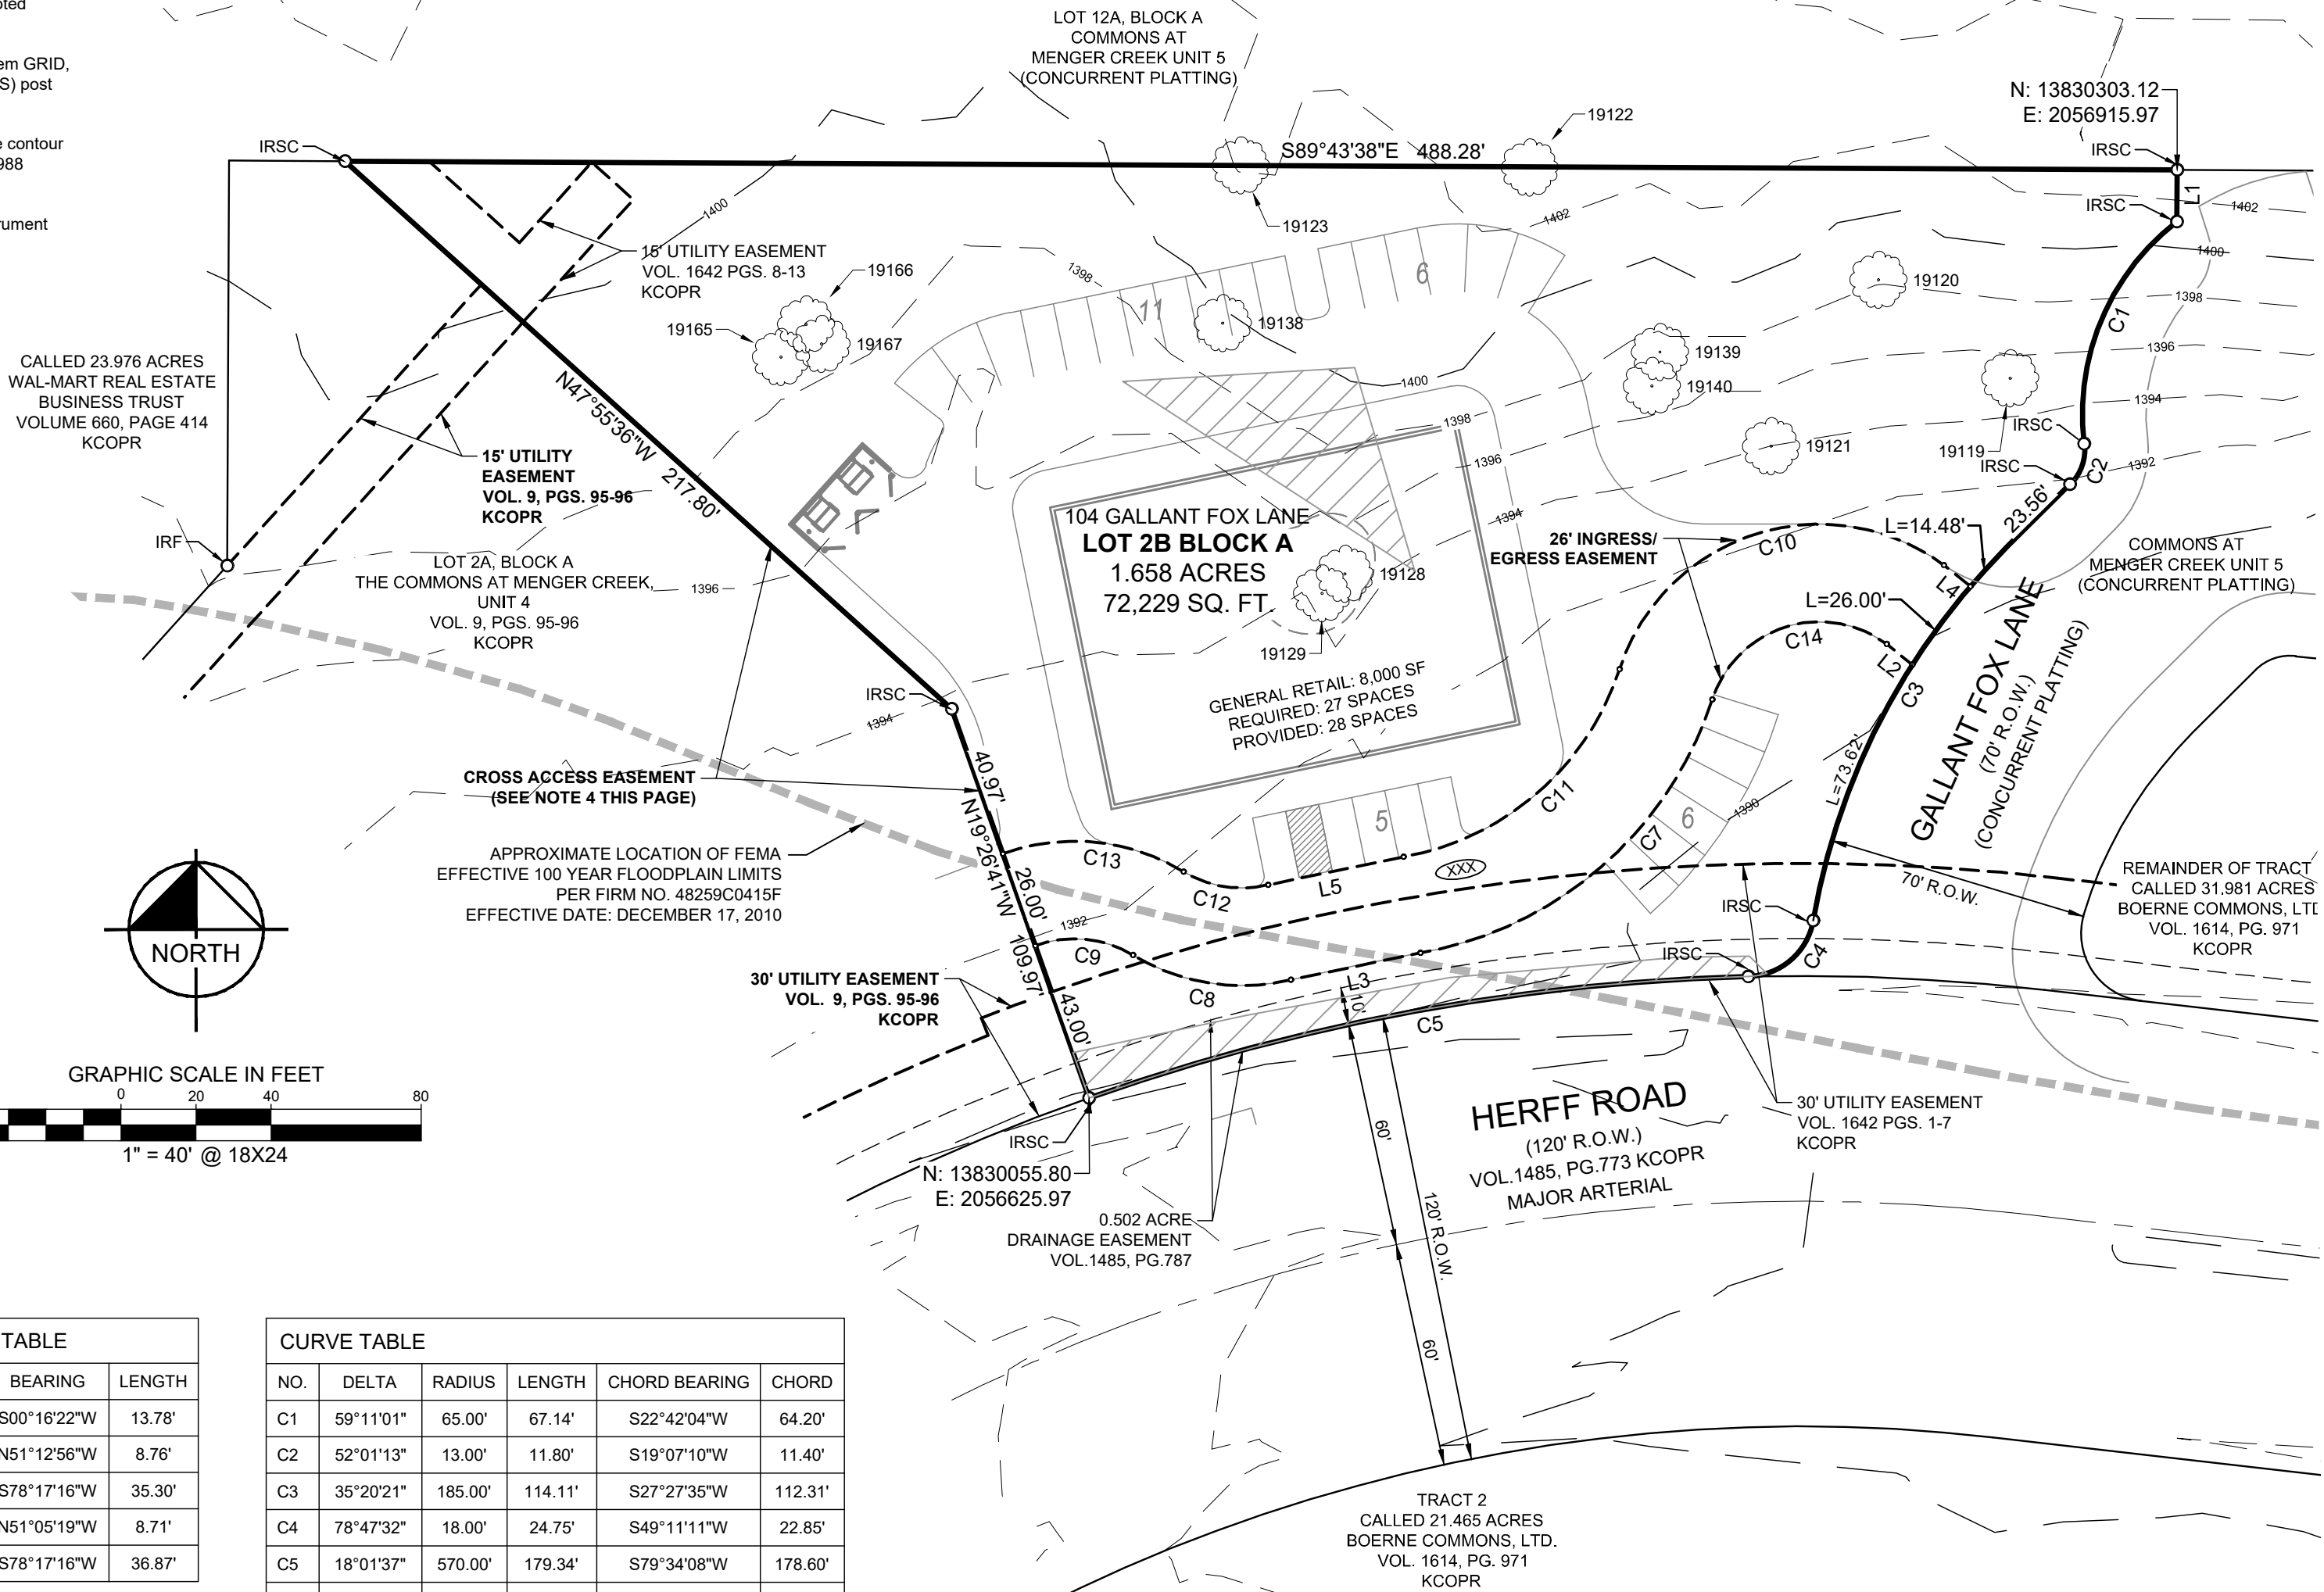 oted
em GRID,
S) post
e contour
988
rument
LOT 12A, BLOCK A
COMMONS AT
MENGER CREEK UNIT 5
(CONCURRENT PLATTING)
N: 13830303.12
E: 2056915.97
IRSC
IRSC
S89°43'38"E 488.28'
19122
19123
IRSC
L1
1402
1402
1400
1400
15' UTILITY EASEMENT
VOL. 1642 PGS. 8-13
KCOPR
1398
11
6
19166
19165
19167
19138
19120
1398
C1
1396
19139
19140
1400
1394
CALLED 23.976 ACRES
WAL-MART REAL ESTATE
BUSINESS TRUST
VOLUME 660, PAGE 414
KCOPR
N47°55'36"W 217.80'
1398
19121
19119
IRSC
IRSC
C2
1392
15' UTILITY
EASEMENT
VOL. 9, PGS. 95-96
KCOPR
1396
23.56'
104 GALLANT FOX LANE
LOT 2B BLOCK A
1.658 ACRES
72,229 SQ. FT.
1394
26' INGRESS/
EGRESS EASEMENT
C10
L=14.48'
IRF
LOT 2A, BLOCK A
THE COMMONS AT MENGER CREEK,
UNIT 4
VOL. 9, PGS. 95-96
KCOPR
1396
19128
19129
L4
L=26.00'
COMMONS AT
MENGER CREEK UNIT 5
(CONCURRENT PLATTING)
C14
L2
C3
GENERAL RETAIL: 8,000 SF
REQUIRED: 27 SPACES
PROVIDED: 28 SPACES
IRSC
1394
GALLANT FOX LANE
(70' R.O.W.)
(CONCURRENT PLATTING)
CROSS ACCESS EASEMENT
(SEE NOTE 4 THIS PAGE)
40.97'
N19°26'41"W 109.97'
26.00'
43.00'
L=73.62'
C11
1390
5
6
C7
C13
C12
L5
XXX
APPROXIMATE LOCATION OF FEMA
EFFECTIVE 100 YEAR FLOODPLAIN LIMITS
PER FIRM NO. 48259C0415F
EFFECTIVE DATE: DECEMBER 17, 2010
REMAINDER OF TRACT
CALLED 31.981 ACRES
BOERNE COMMONS, LTD
VOL. 1614, PG. 971
KCOPR
70' R.O.W.
IRSC
NORTH
1392
C9
IRSC
C4
30' UTILITY EASEMENT
VOL. 9, PGS. 95-96
KCOPR
C8
L3
10'
C5
GRAPHIC SCALE IN FEET
0 20 40 80
1" = 40' @ 18X24
HERFF ROAD
(120' R.O.W.)
VOL.1485, PG.773 KCOPR
MAJOR ARTERIAL
30' UTILITY EASEMENT
VOL. 1642 PGS. 1-7
KCOPR
IRSC
N: 13830055.80
E: 2056625.97
60'
120' R.O.W.
60'
0.502 ACRE
DRAINAGE EASEMENT
VOL.1485, PG.787
TABLE
BEARING LENGTH
S00°16'22"W 13.78'
N51°12'56"W 8.76'
S78°17'16"W 35.30'
N51°05'19"W 8.71'
S78°17'16"W 36.87'
CURVE TABLE
NO. DELTA RADIUS LENGTH CHORD BEARING CHORD
C1 59°11'01" 65.00' 67.14' S22°42'04"W 64.20'
C2 52°01'13" 13.00' 11.80' S19°07'10"W 11.40'
C3 35°20'21" 185.00' 114.11' S27°27'35"W 112.31'
C4 78°47'32" 18.00' 24.75' S49°11'11"W 22.85'
C5 18°01'37" 570.00' 179.34' S79°34'08"W 178.60'
TRACT 2
CALLED 21.465 ACRES
BOERNE COMMONS, LTD.
VOL. 1614, PG. 971
KCOPR